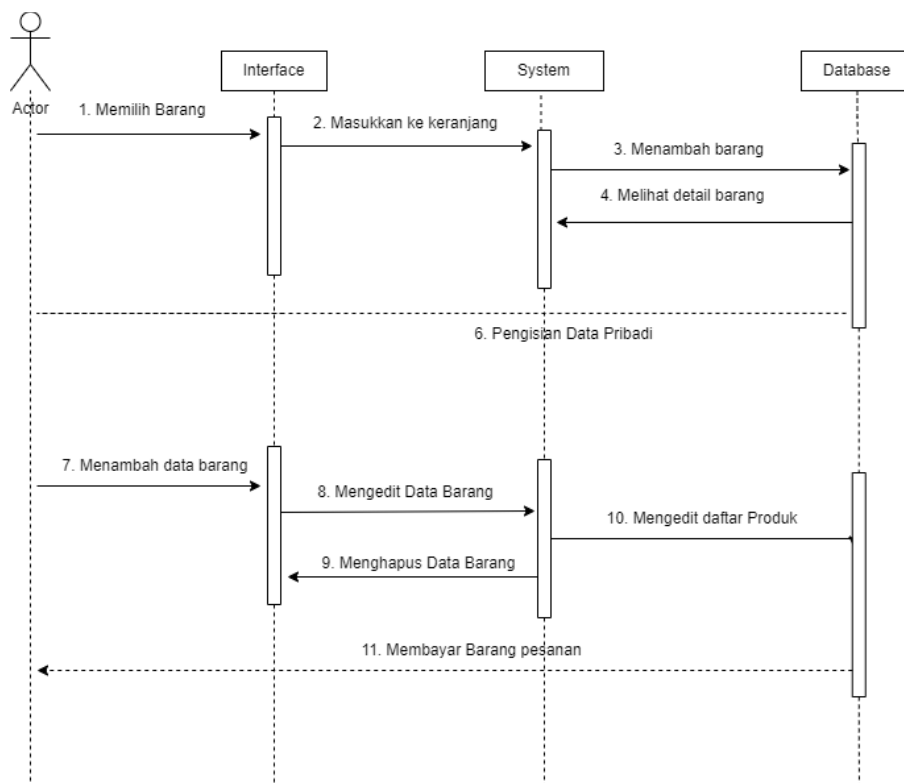 Interface
System
Database
Actor
1. Memilih Barang
2. Masukkan ke keranjang
3. Menambah barang
4. Melihat detail barang
6. Pengisian Data Pribadi
7. Menambah data barang
8. Mengedit Data Barang
10. Mengedit daftar Produk
9. Menghapus Data Barang
11. Membayar Barang pesanan